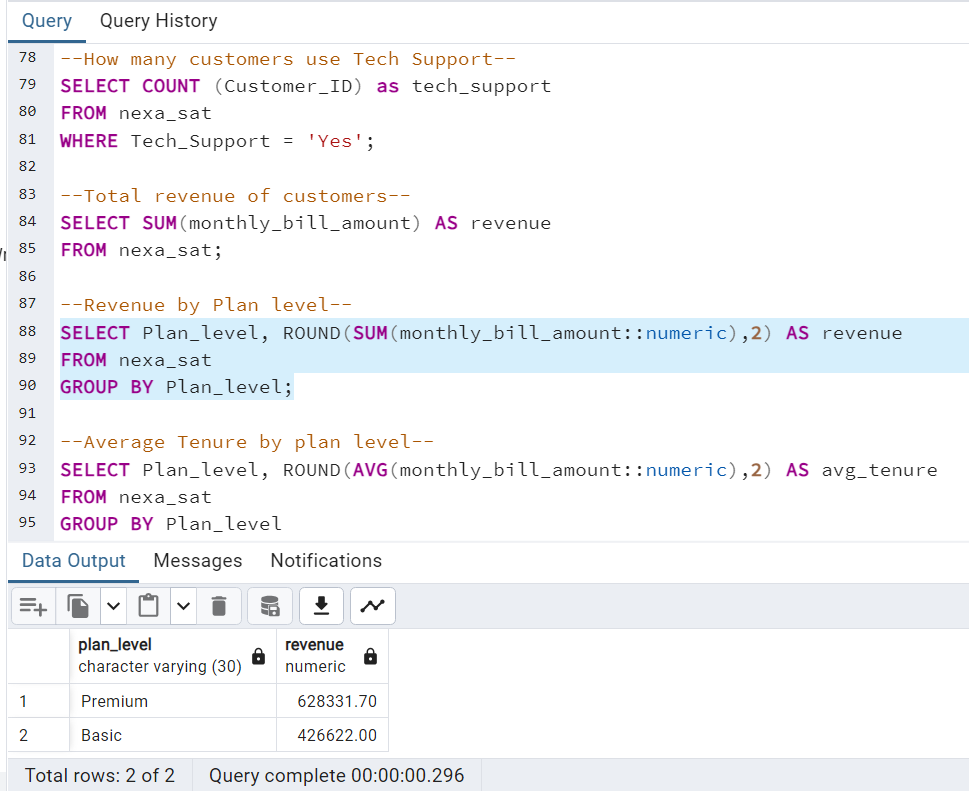 Query Query History
78 --How many customers use Tech Support--
79 SELECT COUNT (Customer_ID) as tech_support
80 FROM nexa_sat
81 WHERE Tech_Support = 'Yes';
82
83 --Total revenue of customers--
84 SELECT SUM(monthly_bill_amount) AS revenue
85 FROM nexa_sat;
86
87 --Revenue by Plan level--
88 SELECT Plan_level, ROUND(SUM(monthly_bill_amount::numeric),2) AS revenue
89 FROM nexa_sat
90 GROUP BY Plan_level;
91
92 --Average Tenure by plan level--
93 SELECT Plan_level, ROUND(AVG(monthly_bill_amount::numeric),2) AS avg_tenure
94 FROM nexa_sat
95 GROUP BY Plan_level
Data Output Messages Notifications
plan_level revenue
character varying (30) numeric
1 Premium 628331.70
2 Basic 426622.00
Total rows: 2 of 2 Query complete 00:00:00.296